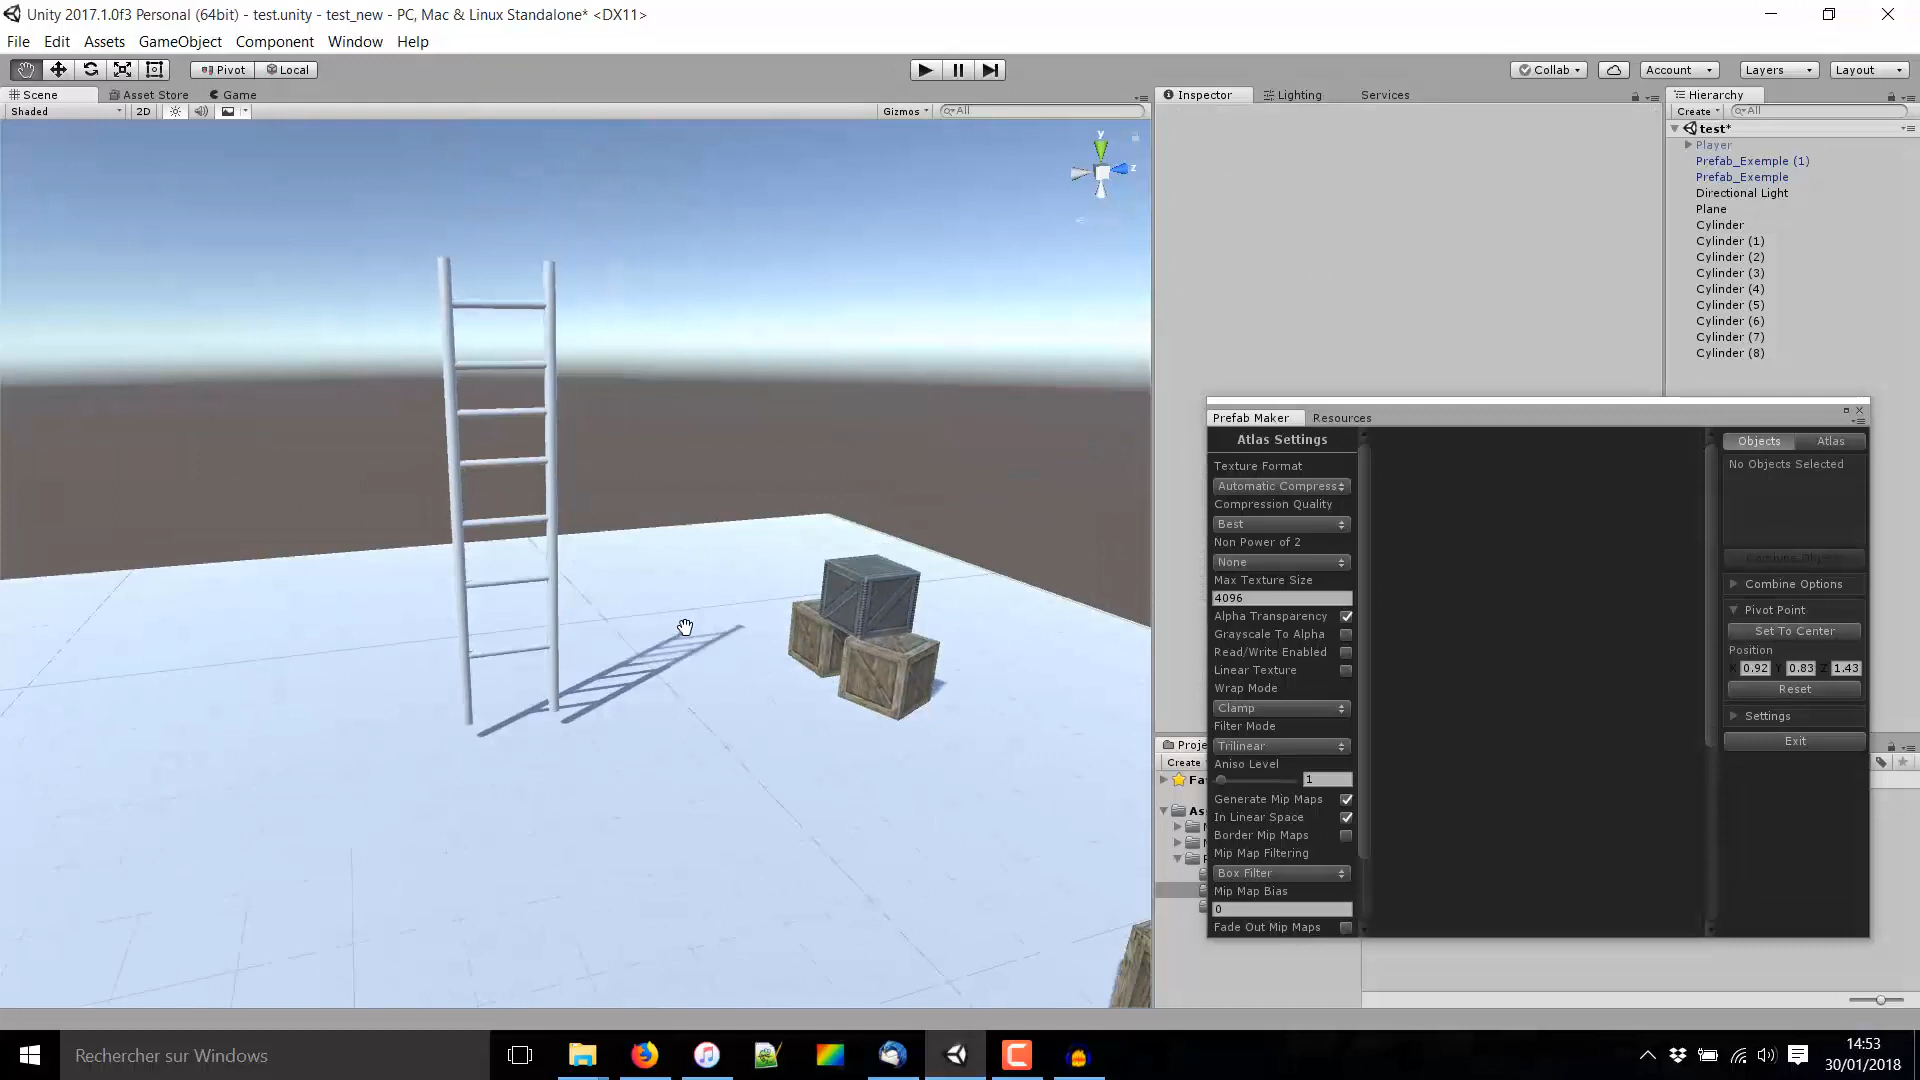 Unity 2017.1.0f3 Personal (64bit) - test.unity - test_new - PC, Mac & Linux Standalone* <DX11>
File Edit Assets GameObject Component Window Help
Pivot Local Collab Account Layers Layout
Scene Asset Store Game Inspector Lighting Services Hierarchy
Shaded 2D Gizmos All Create All
test*
Player
Prefab_Exemple (1)
Prefab_Exemple
Directional Light
Plane
Cylinder
Cylinder (1)
Cylinder (2)
Cylinder (3)
Cylinder (4)
Cylinder (5)
Cylinder (6)
Cylinder (7)
Cylinder (8)
Prefab Maker Resources
Atlas Settings
Texture Format
Automatic Compress
Compression Quality
Best
Non Power of 2
None
Max Texture Size
4096
Alpha Transparency
Grayscale To Alpha
Read/Write Enabled
Linear Texture
Wrap Mode
Clamp
Filter Mode
Trilinear
Aniso Level
1
Generate Mip Maps
In Linear Space
Border Mip Maps
Mip Map Filtering
Box Filter
Mip Map Bias
0
Fade Out Mip Maps
Objects Atlas
No Objects Selected
Combine Options
Pivot Point
Set To Center
Position
X 0.92 Y 0.83 Z 1.43
Reset
Settings
Exit
Proje
Create
Fa
As
y
z
Rechercher sur Windows
14:53
30/01/2018